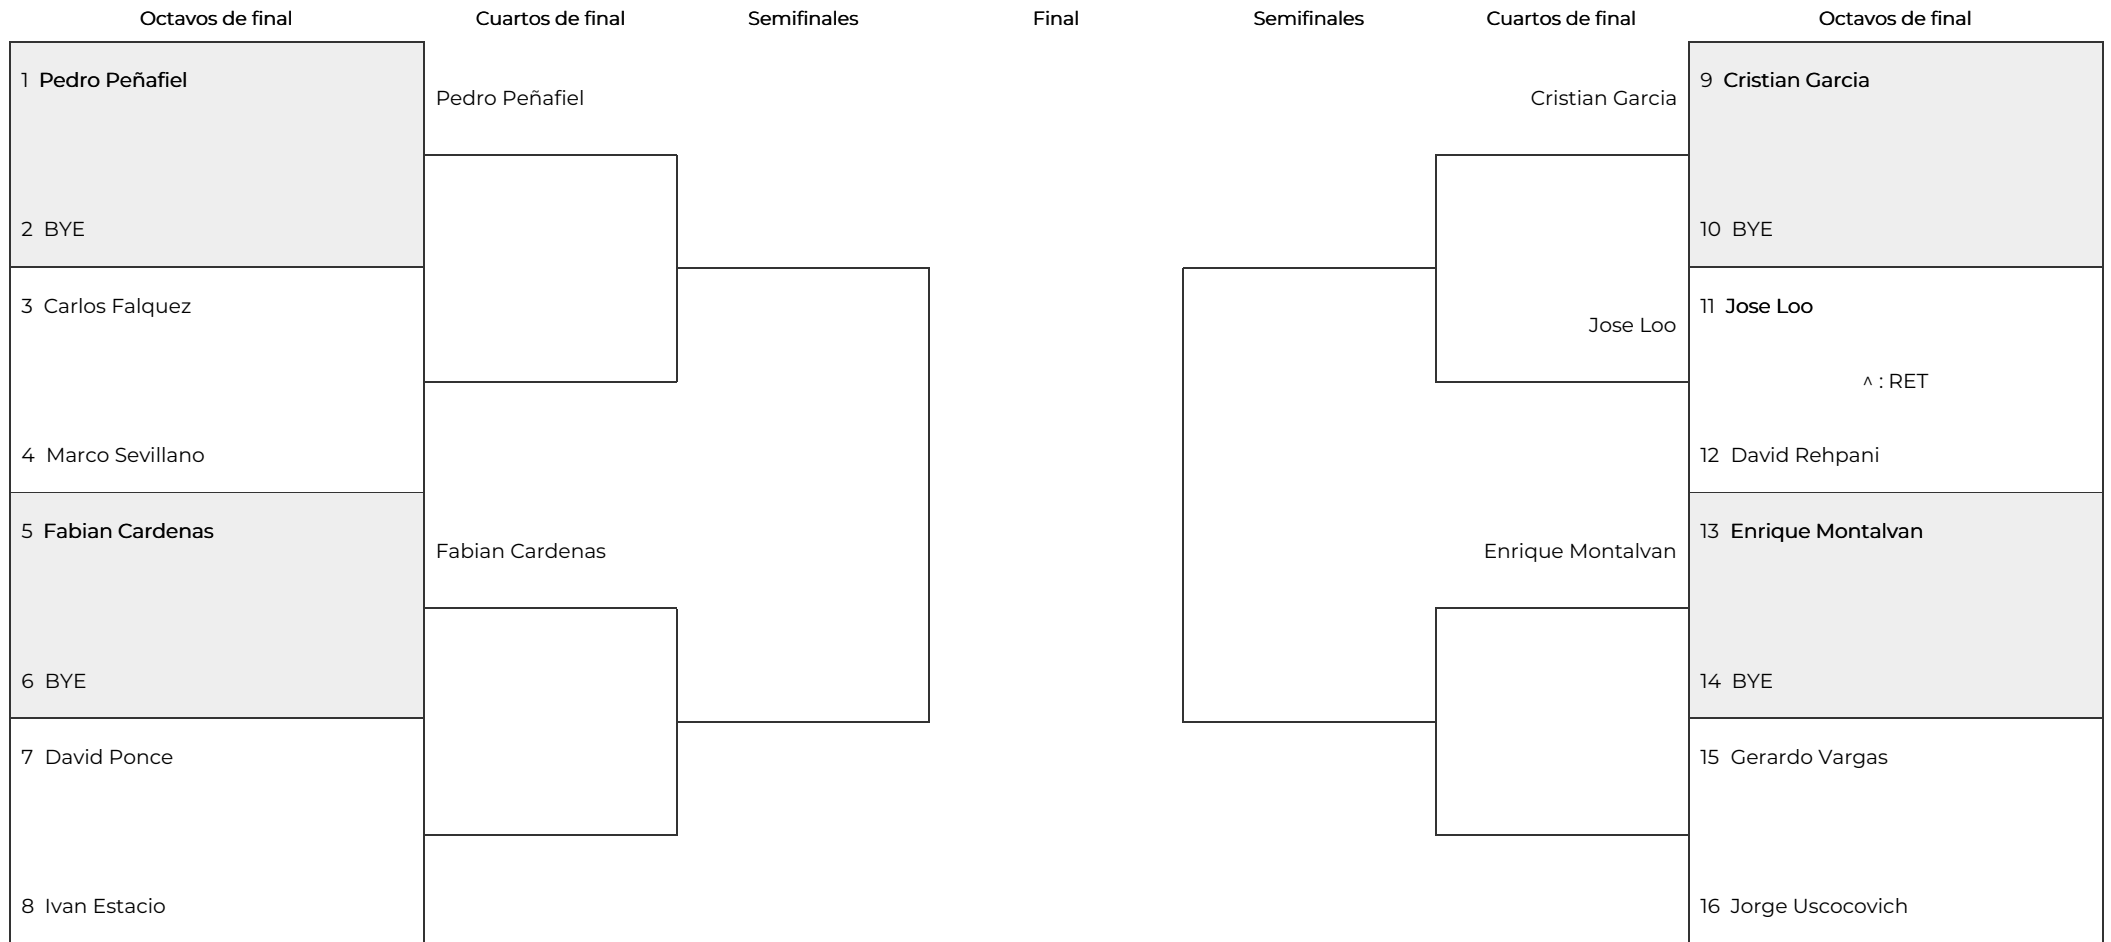 Octavos de final
Cuartos de final
Semifinales
Final
Semifinales
Cuartos de final
Octavos de final
1 Pedro Peñafiel
2 BYE
3 Carlos Falquez
4 Marco Sevillano
5 Fabian Cardenas
6 BYE
7 David Ponce
8 Ivan Estacio
Pedro Peñafiel
Fabian Cardenas
Cristian Garcia
Jose Loo
Enrique Montalvan
9 Cristian Garcia
10 BYE
11 Jose Loo
^ : RET
12 David Rehpani
13 Enrique Montalvan
14 BYE
15 Gerardo Vargas
16 Jorge Uscocovich